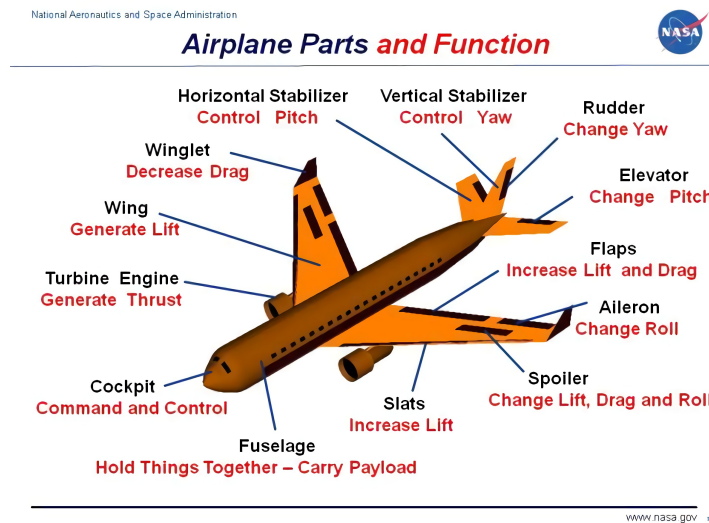 National Aeronautics and Space Administration
NASA
Airplane Parts and Function
Horizontal Stabilizer
Control Pitch
Vertical Stabilizer
Control Yaw
Rudder
Change Yaw
Winglet
Decrease Drag
Elevator
Change Pitch
Wing
Generate Lift
Flaps
Increase Lift and Drag
Turbine Engine
Generate Thrust
Aileron
Change Roll
Cockpit
Command and Control
Slats
Increase Lift
Spoiler
Change Lift, Drag and Roll
Fuselage
Hold Things Together – Carry Payload
www.nasa.gov